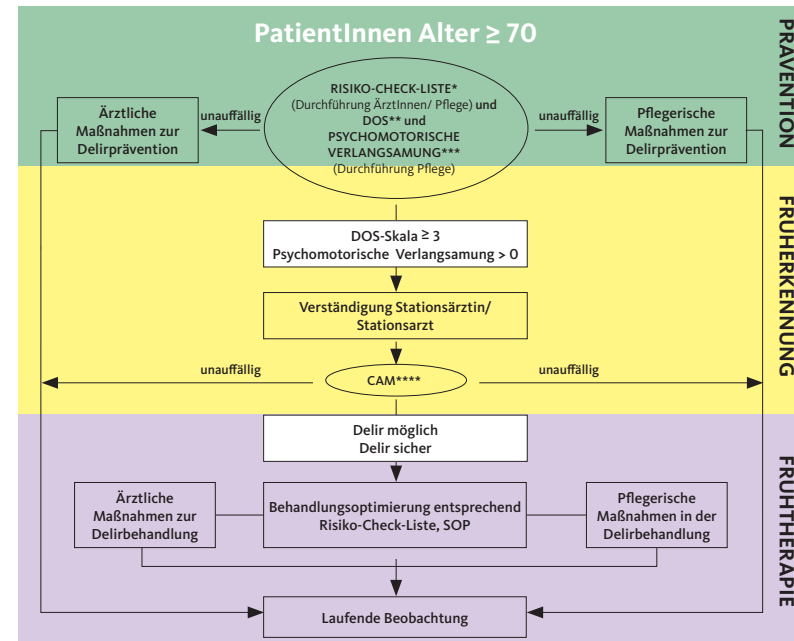 PatientInnen Alter ≥ 70
PRÄVENTION
RISIKO-CHECK-LISTE*
(Durchführung ÄrztInnen/ Pflege) und
DOS** und
PSYCHOMOTORISCHE
VERLANGSAMUNG***
(Durchführung Pflege)
unauffällig
unauffällig
Ärztliche
Maßnahmen zur
Delirprävention
Pflegerische
Maßnahmen zur
Delirprävention
FRÜHERKENNUNG
DOS-Skala ≥ 3
Psychomotorische Verlangsamung > 0
Verständigung Stationsärztin/
Stationsarzt
unauffällig
CAM****
unauffällig
FRÜHTHERAPIE
Delir möglich
Delir sicher
Ärztliche
Maßnahmen zur
Delirbehandlung
Behandlungsoptimierung entsprechend
Risiko-Check-Liste, SOP
Pflegerische
Maßnahmen in der
Delirbehandlung
Laufende Beobachtung